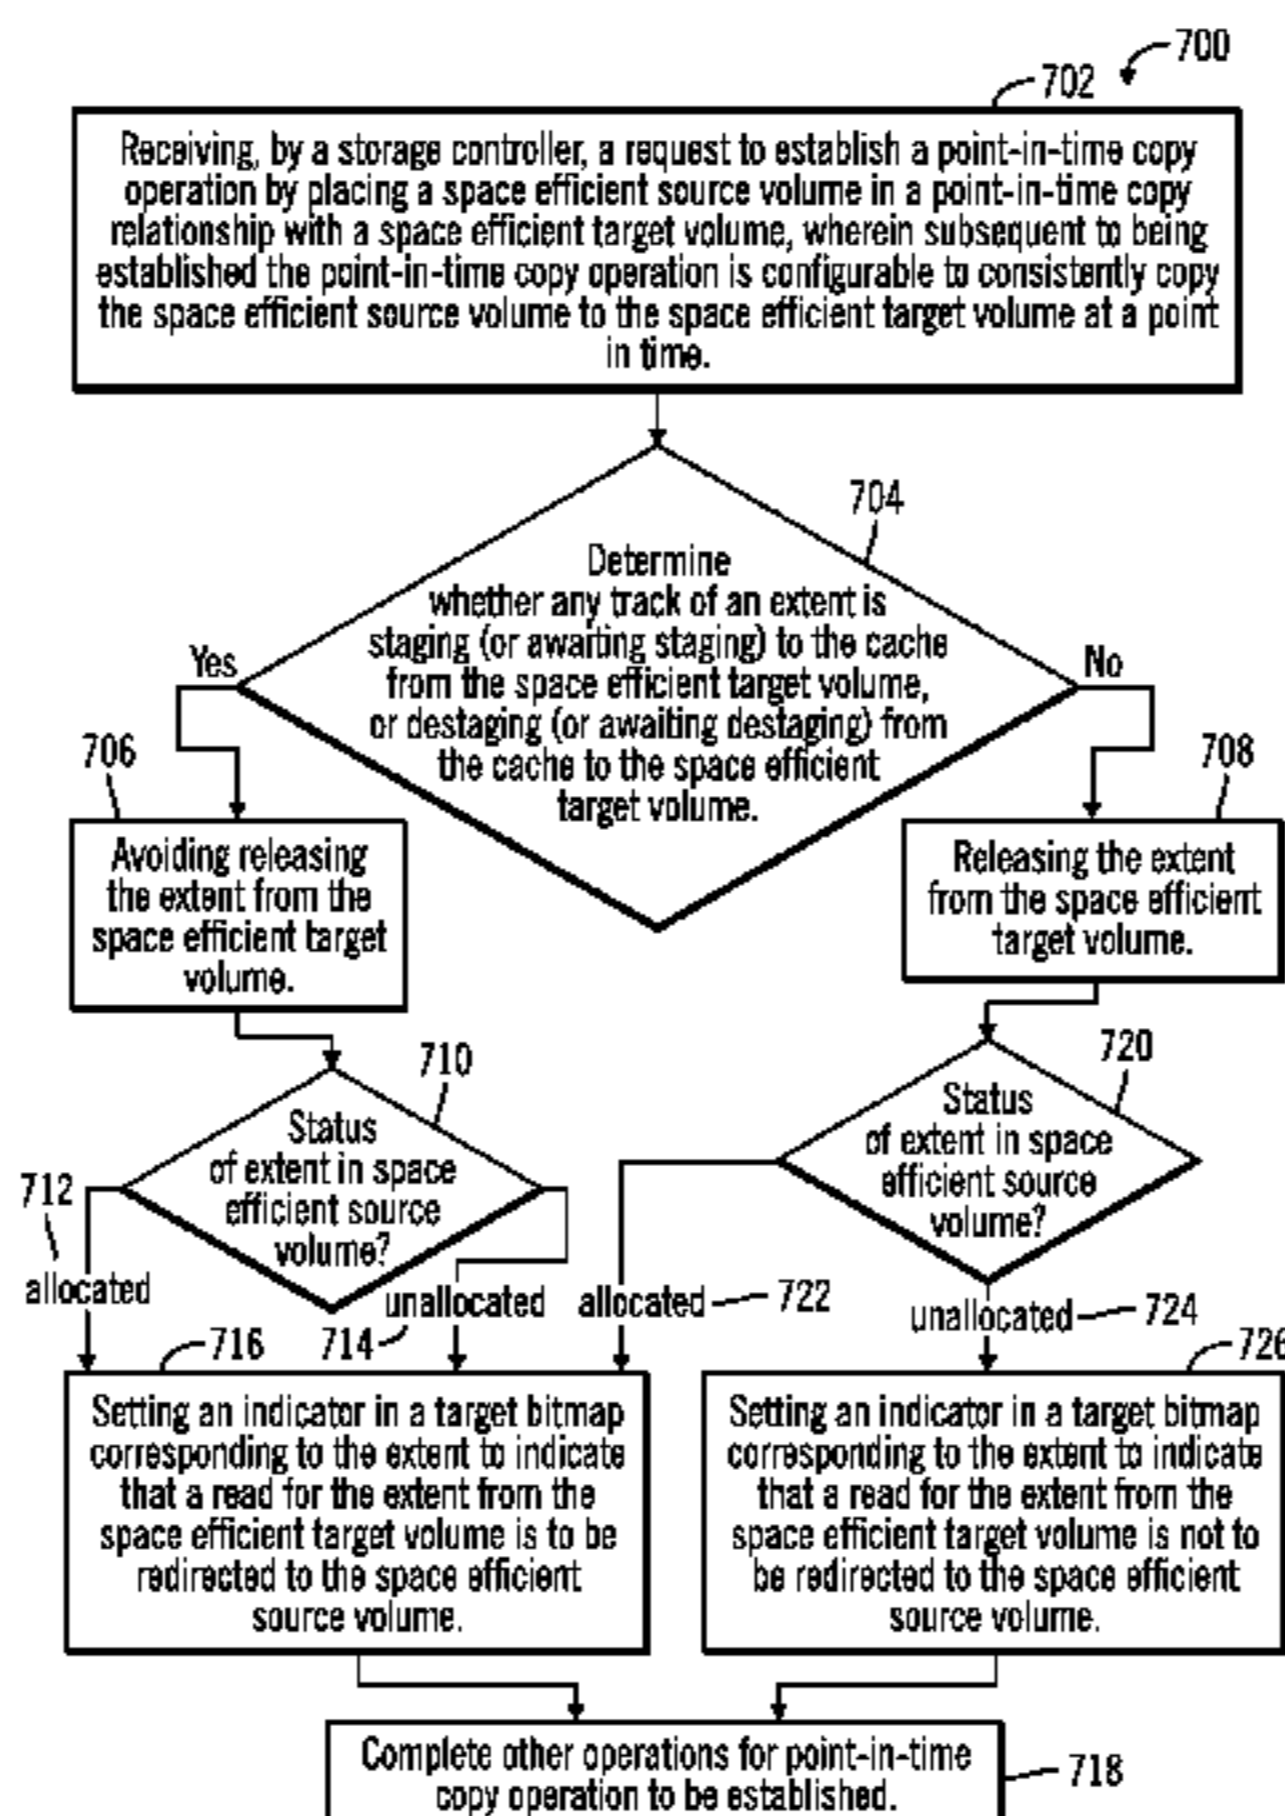 700
702
Receiving, by a storage controller, a request to establish a point-in-time copy
operation by placing a space efficient source volume in a point-in-time copy
relationship with a space efficient target volume, wherein subsequent to being
established the point-in-time copy operation is configurable to consistently copy
the space efficient source volume to the space efficient target volume at a point
in time.
704
Determine
whether any track of an extent is
staging (or awaiting staging) to the cache
from the space efficient target volume,
or destaging (or awaiting destaging) from
the cache to the space efficient
target volume.
Yes
No
706
Avoiding releasing
the extent from the
space efficient target
volume.
708
Releasing the extent
from the space efficient
target volume.
710
Status
of extent in space
efficient source
volume?
712
allocated
unallocated
714
720
Status
of extent in space
efficient source
volume?
allocated
722
unallocated
724
716
Setting an indicator in a target bitmap
corresponding to the extent to indicate
that a read for the extent from the
space efficient target volume is to be
redirected to the space efficient
source volume.
726
Setting an indicator in a target bitmap
corresponding to the extent to indicate
that a read for the extent from the
space efficient target volume is not to
be redirected to the space efficient
source volume.
Complete other operations for point-in-time
copy operation to be established.
718